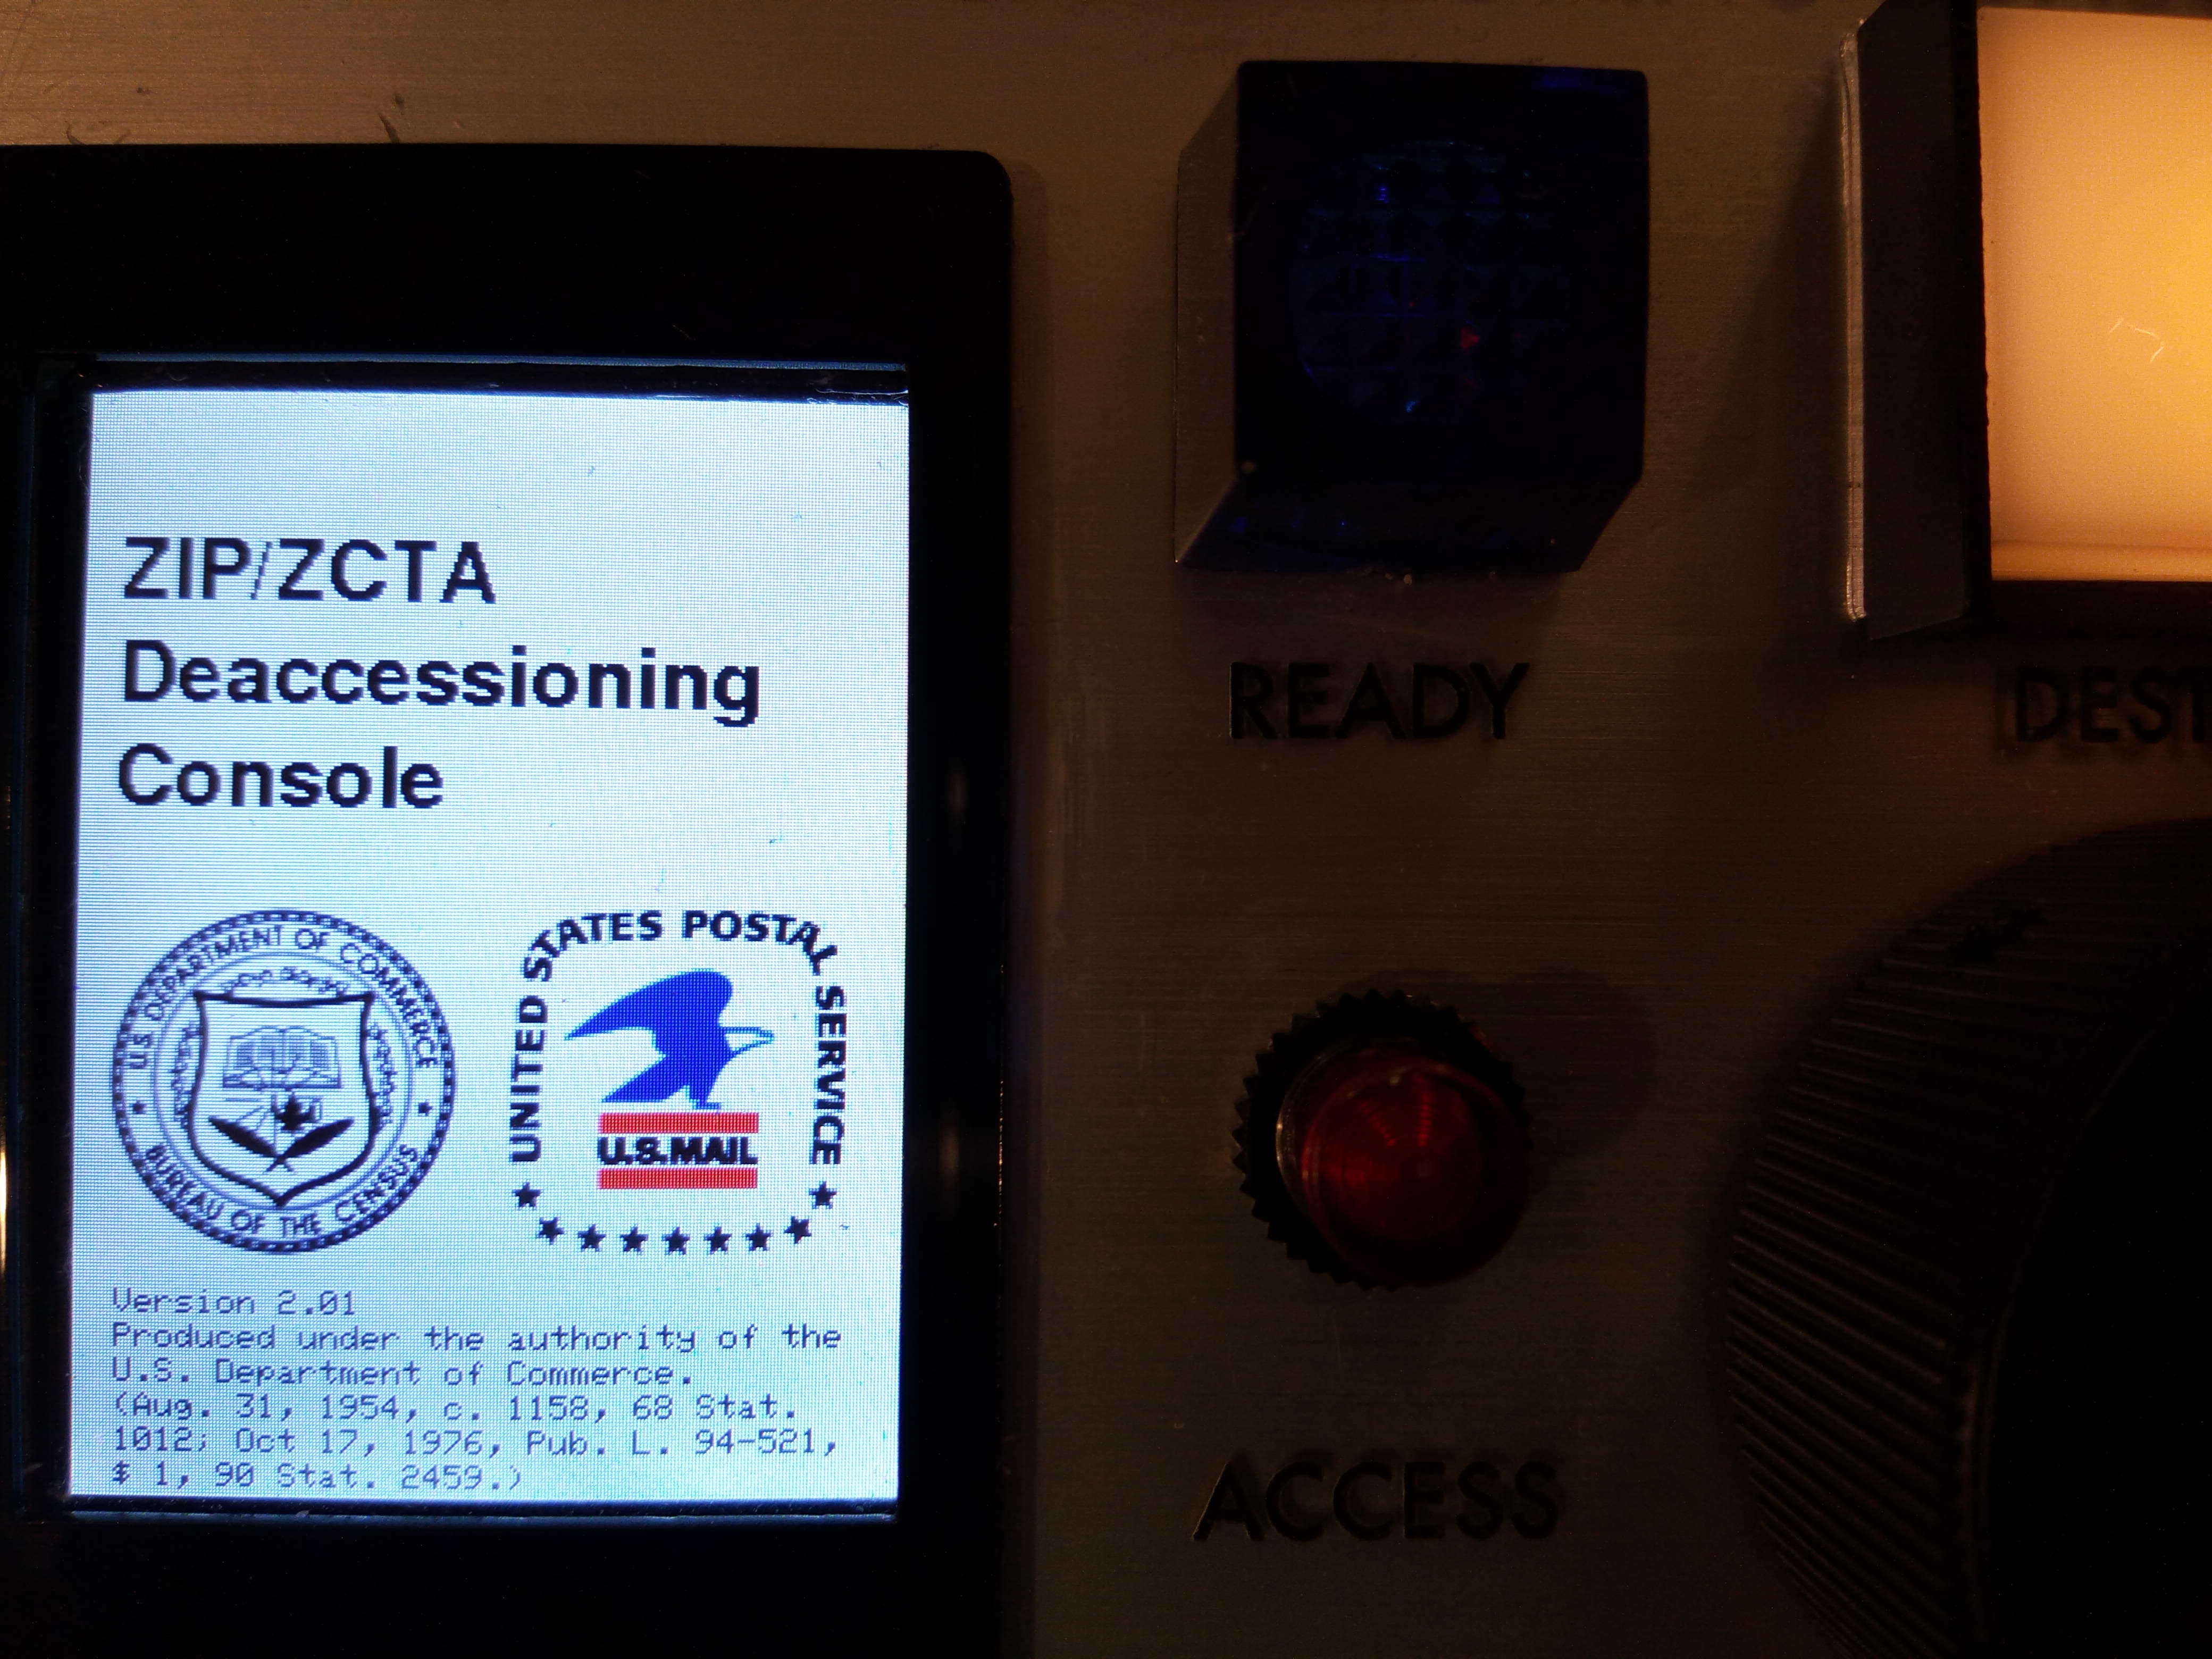 ZIP/ZCTA
Deaccessioning
Console
U.S. DEPARTMENT OF COMMERCE
BUREAU OF THE CENSUS
UNITED STATES POSTAL SERVICE
U.S.MAIL
Version 2.01
Produced under the authority of the
U.S. Department of Commerce.
(Aug. 31, 1954, c. 1158, 68 Stat.
1012; Oct 17, 1976, Pub. L. 94-521,
$ 1, 90 Stat. 2459.)
READY
DEST
ACCESS